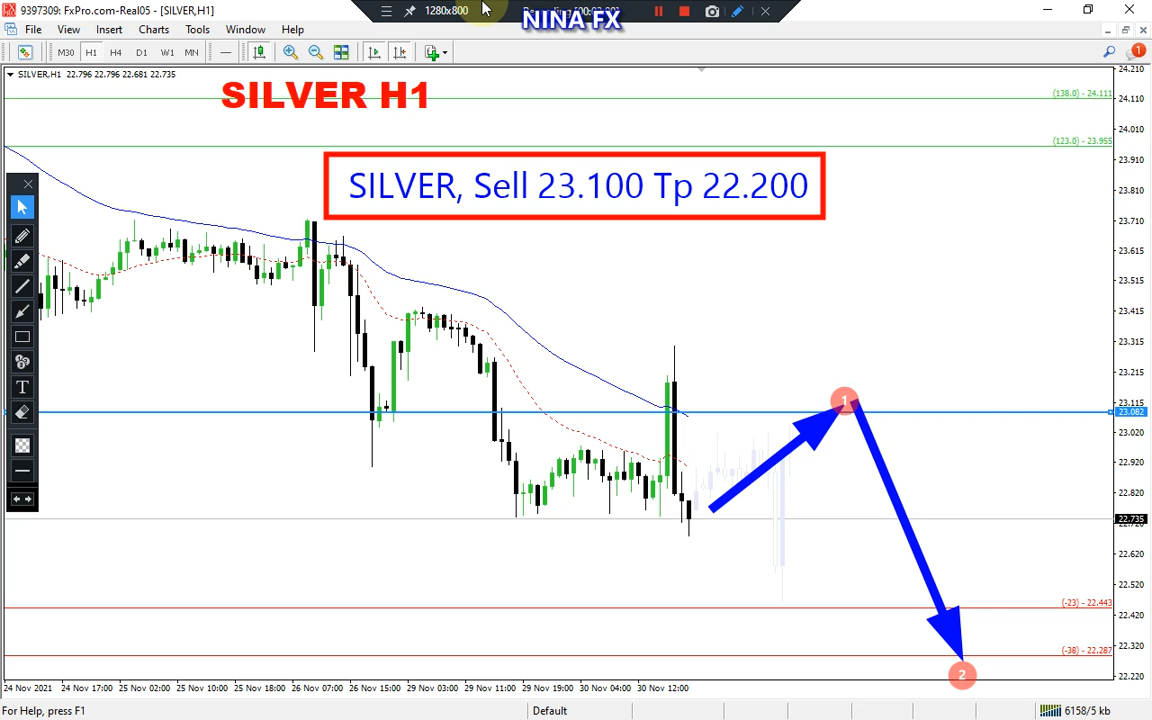 9397309: FxPro.com-Real05 - [SILVER,H1]
1280x800
NINA FX
File View Insert Charts Tools Window Help
1
M30 H1 H4 D1 W1 MN
SILVER,H1 22.796 22.796 22.681 22.735
SILVER H1
SILVER, Sell 23.100 Tp 22.200
(138.0) - 24.111
(123.0) - 23.955
(-23) - 22.443
(-38) - 22.287
T
1
2
24.210
24.110
24.010
23.910
23.810
23.710
23.615
23.515
23.415
23.315
23.215
23.115
23.082
23.020
22.920
22.820
22.735
22.620
22.520
22.420
22.320
22.220
24 Nov 2021 24 Nov 17:00 25 Nov 02:00 25 Nov 10:00 25 Nov 18:00 26 Nov 07:00 26 Nov 15:00 29 Nov 03:00 29 Nov 11:00 29 Nov 19:00 30 Nov 04:00 30 Nov 12:00
For Help, press F1
Default
6158/5 kb